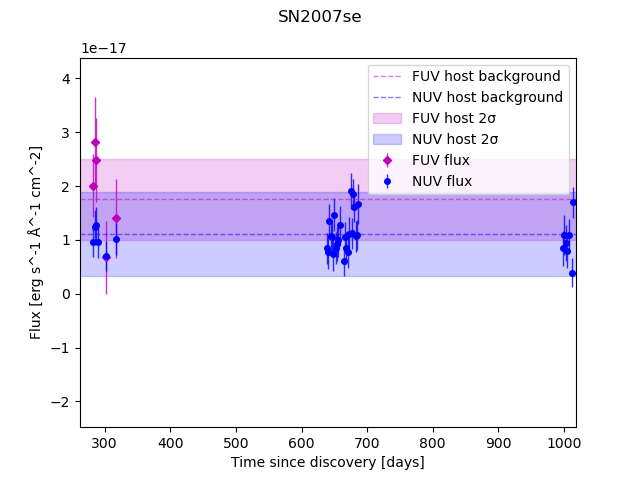 SN2007se
1e−17
FUV host background
NUV host background
FUV host 2σ
NUV host 2σ
FUV flux
NUV flux
4
3
2
1
0
−1
−2
Flux [erg s^-1 Å^-1 cm^-2]
300 400 500 600 700 800 900 1000
Time since discovery [days]